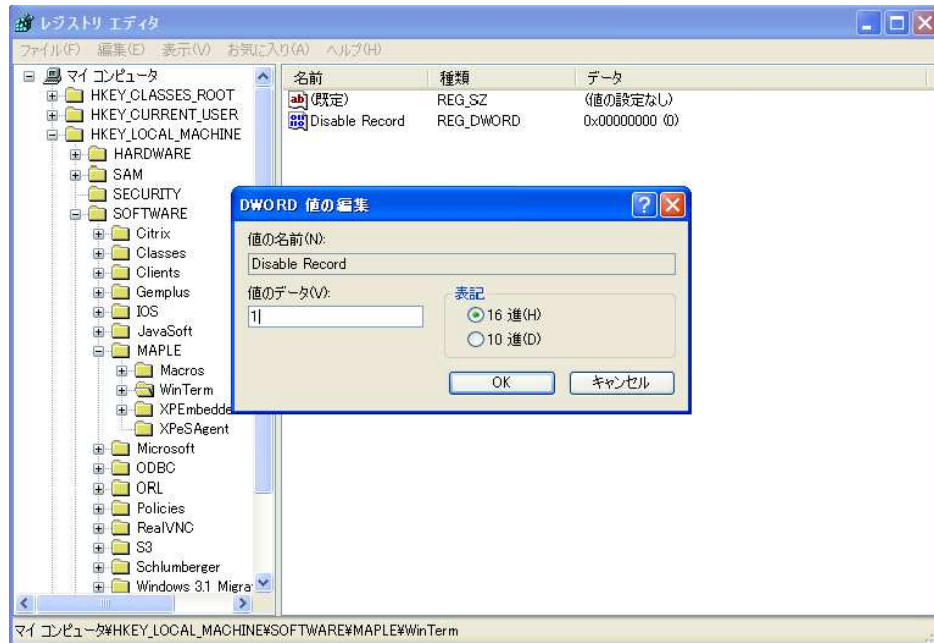 レジストリ エディタ
ファイル(F) 編集(E) 表示(V) お気に入り(A) ヘルプ(H)
マイ コンピュータ
HKEY_CLASSES_ROOT
HKEY_CURRENT_USER
HKEY_LOCAL_MACHINE
HARDWARE
SAM
SECURITY
SOFTWARE
Citrix
Classes
Clients
Gemplus
IOS
JavaSoft
MAPLE
Macros
WinTerm
XPEmbedde
XPeSAgent
Microsoft
ODBC
ORL
Policies
RealVNC
S3
Schlumberger
Windows 3.1 Migra
名前 種類 データ
ab (既定) REG_SZ (値の設定なし)
Disable Record REG_DWORD 0x00000000 (0)
DWORD 値の編集
値の名前(N):
Disable Record
値のデータ(V):
1
表記
16 進(H)
10 進(D)
OK キャンセル
マイ コンピュータ¥HKEY_LOCAL_MACHINE¥SOFTWARE¥MAPLE¥WinTerm